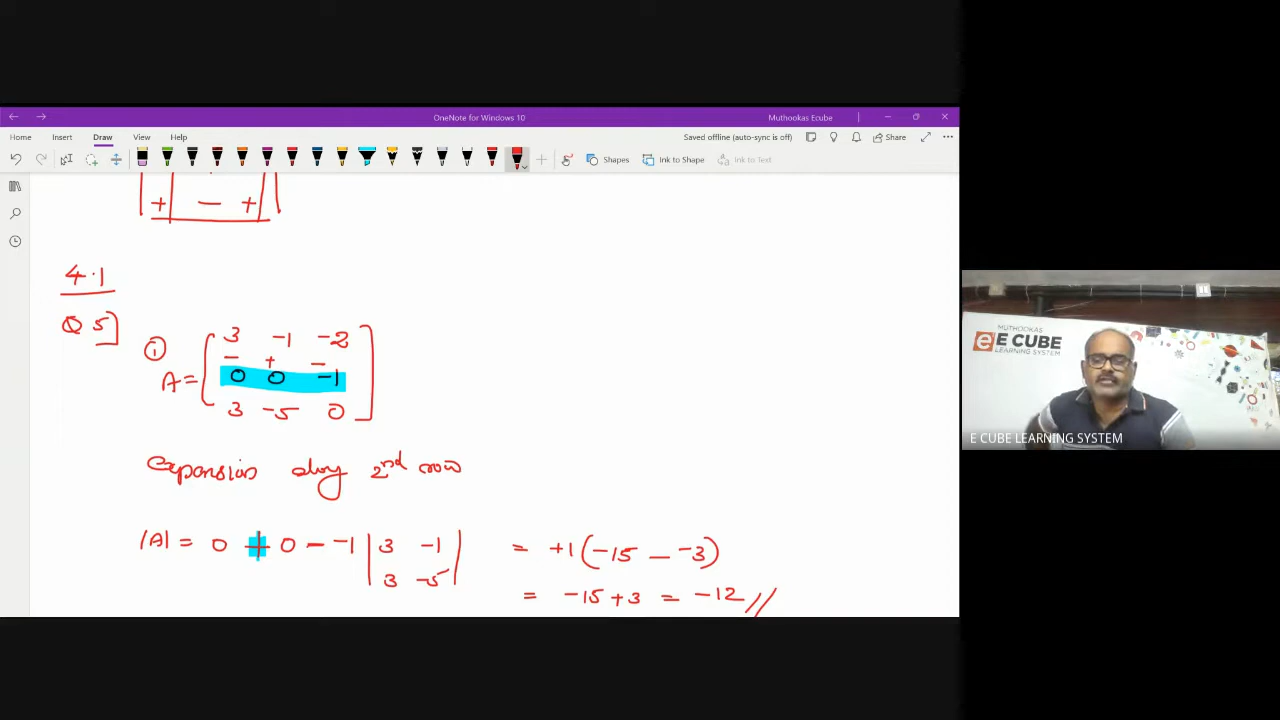 OneNote for Windows 10
Muthookas Ecube
Home Insert Draw View Help
Saved offline (auto-sync is off)
Share
Shapes
Ink to Shape
Ink to Text
+ − +
4.1
Q 5]
① A =
3 -1 -2
− + −
0 0 -1
3 -5 0
expansion along 2nd row
|A| = 0 + 0 − -1 | 3 -1 | = +1 (-15 − -3)
| 3 -5 | = -15 + 3 = -12 //
MUTHOOKAS
E CUBE
LEARNING SYSTEM
E CUBE LEARNING SYSTEM